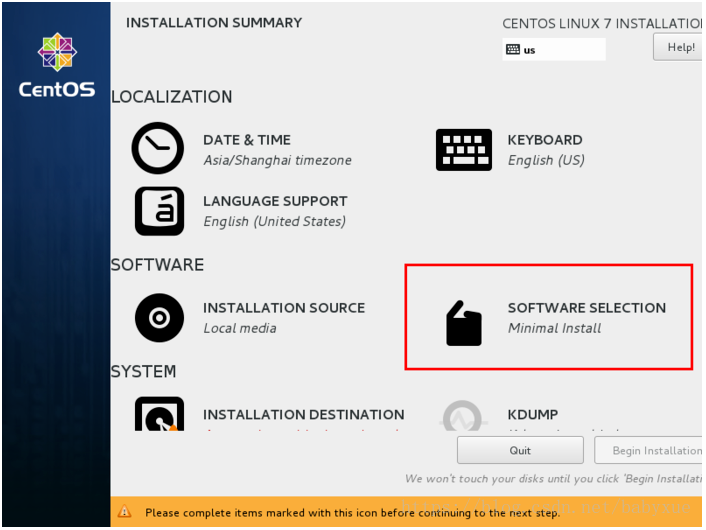 INSTALLATION SUMMARY
CENTOS LINUX 7 INSTALLATIO
us
Help!
CentOS
LOCALIZATION
DATE & TIME
Asia/Shanghai timezone
KEYBOARD
English (US)
á
LANGUAGE SUPPORT
English (United States)
SOFTWARE
INSTALLATION SOURCE
Local media
SOFTWARE SELECTION
Minimal Install
SYSTEM
INSTALLATION DESTINATION
KDUMP
Quit
Begin Installation
We won't touch your disks until you click 'Begin Installati
Please complete items marked with this icon before continuing to the next step.